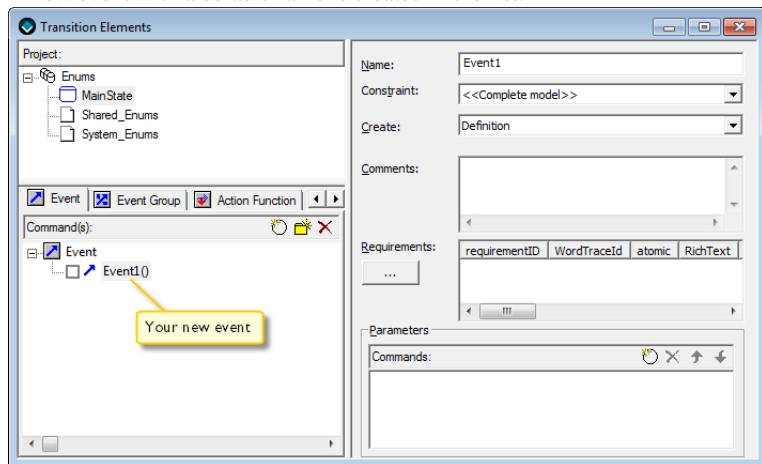 Transition Elements
Project:
Enums
MainState
Shared_Enums
System_Enums
Event
Event Group
Action Function
Command(s):
Event
Event1()
Your new event
Name:
Event1
Constraint:
<<Complete model>>
Create:
Definition
Comments:
Requirements:
...
requirementID WordTraceId atomic RichText
Parameters
Commands: